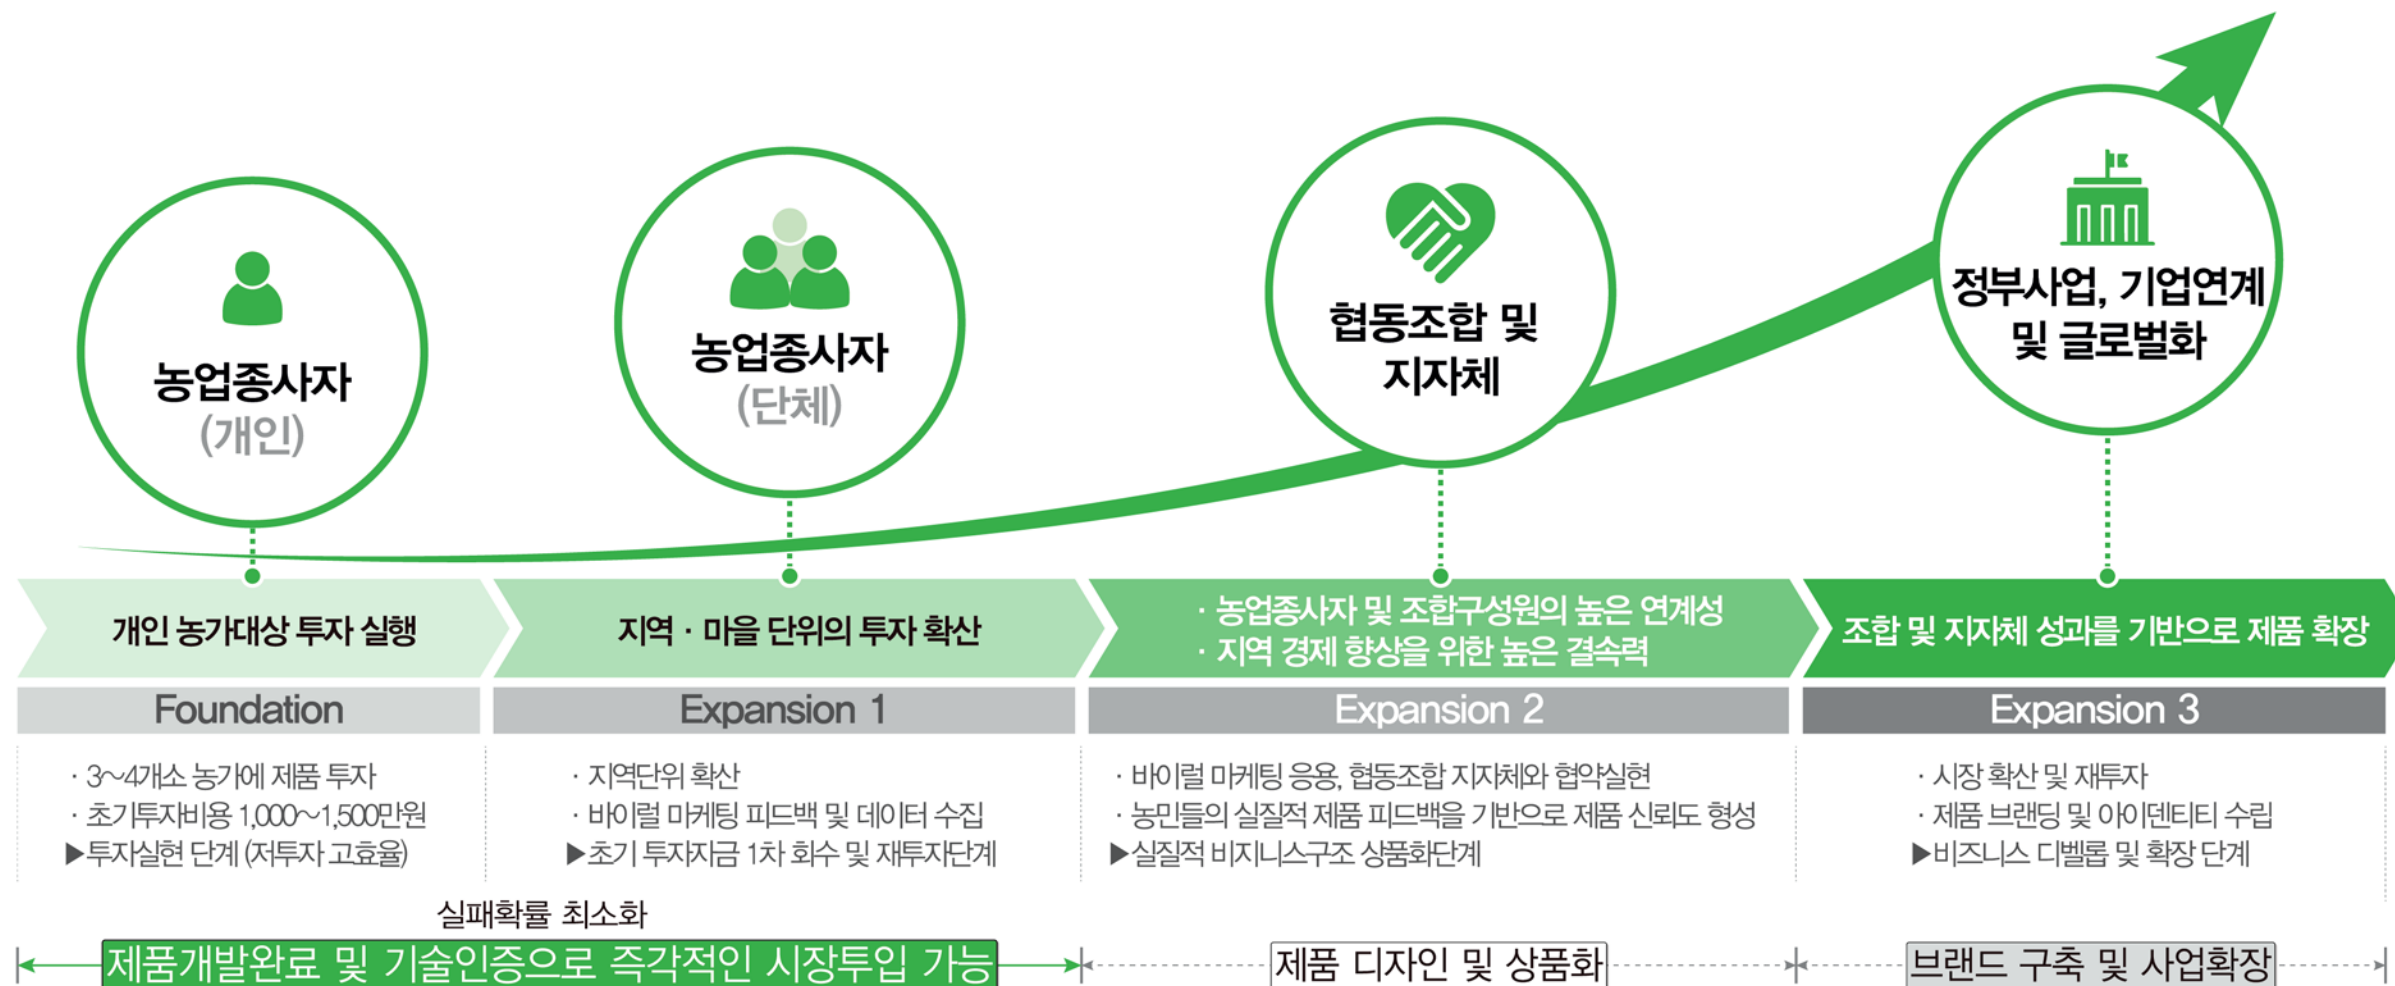 농업종사자
(개인)
농업종사자
(단체)
협동조합 및
지자체
정부사업, 기업연계
및 글로벌화
개인 농가대상 투자 실행
지역 · 마을 단위의 투자 확산
· 농업종사자 및 조합구성원의 높은 연계성
· 지역 경제 향상을 위한 높은 결속력
조합 및 지자체 성과를 기반으로 제품 확장
Foundation
Expansion 1
Expansion 2
Expansion 3
· 3~4개소 농가에 제품 투자
· 초기투자비용 1,000~1,500만원
▶투자실현 단계 (저투자 고효율)
· 지역단위 확산
· 바이럴 마케팅 피드백 및 데이터 수집
▶초기 투자자금 1차 회수 및 재투자단계
· 바이럴 마케팅 응용, 협동조합 지자체와 협약실현
· 농민들의 실질적 제품 피드백을 기반으로 제품 신뢰도 형성
▶실질적 비지니스구조 상품화단계
· 시장 확산 및 재투자
· 제품 브랜딩 및 아이덴티티 수립
▶비즈니스 디벨롭 및 확장 단계
실패확률 최소화
제품개발완료 및 기술인증으로 즉각적인 시장투입 가능
제품 디자인 및 상품화
브랜드 구축 및 사업확장